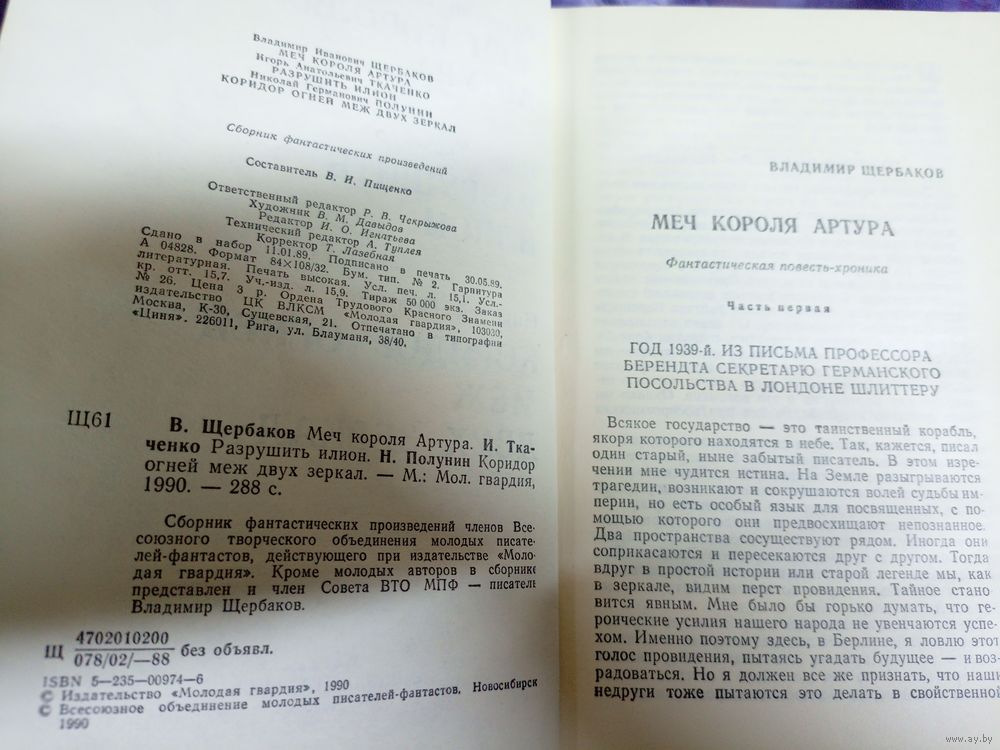 Владимир Иванович ЩЕРБАКОВ
МЕЧ КОРОЛЯ АРТУРА
Игорь Анатольевич ТКАЧЕНКО
РАЗРУШИТЬ ИЛИОН
Николай Германович ПОЛУНИН
КОРИДОР ОГНЕЙ МЕЖ ДВУХ ЗЕРКАЛ
Сборник фантастических произведений
Составитель В. И. Пищенко
Ответственный редактор Р. В. Чекрыжова
Художник В. М. Давыдов
Редактор И. О. Игнатьева
Технический редактор А. Туплея
Корректор Т. Лазебная
Сдано в набор 11.01.89. Подписано в печать 30.05.89.
А 04828. Формат 84×108/32. Бум. тип. № 2. Гарнитура
литературная. Печать высокая. Усл. печ. л. 15,1. Усл.-
кр. отт. 15,7. Уч.-изд. л. 15,9. Тираж 50 000 экз. Заказ
№ 26. Цена 3 р. Ордена Трудового Красного Знамени
издательство ЦК ВЛКСМ «Молодая гвардия», 103030,
Москва, К-30, Сущевская, 21. Отпечатано в типографии
«Циня». 226011, Рига, ул. Блауманя, 38/40.
Щ61
В. Щербаков Меч короля Артура. И. Тка-
ченко Разрушить илион. Н. Полунин Коридор
огней меж двух зеркал. — М.: Мол. гвардия,
1990. — 288 с.
Сборник фантастических произведений членов Все-
союзного творческого объединения молодых писате-
лей-фантастов, действующего при издательстве «Моло-
дая гвардия». Кроме молодых авторов в сборнике
представлен и член Совета ВТО МПФ — писатель
Владимир Щербаков.
Щ 4702010200
078/02/—88 без объявл.
ISBN 5—235—00974—6
© Издательство «Молодая гвардия», 1990
© Всесоюзное объединение молодых писателей-фантастов, Новосибирск
1990
ВЛАДИМИР ЩЕРБАКОВ
МЕЧ КОРОЛЯ АРТУРА
Фантастическая повесть-хроника
Часть первая
ГОД 1939-й. ИЗ ПИСЬМА ПРОФЕССОРА
БЕРЕНДТА СЕКРЕТАРЮ ГЕРМАНСКОГО
ПОСОЛЬСТВА В ЛОНДОНЕ ШЛИТТЕРУ
Всякое государство — это таинственный корабль,
якоря которого находятся в небе. Так, кажется, писал
один старый, ныне забытый писатель. В этом изре-
чении мне чудится истина. На Земле разыгрываются
трагедии, возникают и сокрушаются волей судьбы им-
перии, но есть особый язык для посвященных, с по-
мощью которого они предвосхищают непознанное.
Два пространства сосуществуют рядом. Иногда они
соприкасаются и пересекаются друг с другом. Тогда
вдруг в простой истории или старой легенде мы, как
в зеркале, видим перст провидения. Тайное стано
вится явным. Мне было бы горько думать, что ге-
роические усилия нашего народа не увенчаются успе-
хом. Именно поэтому здесь, в Берлине, я ловлю этот
голос провидения, пытаясь угадать будущее — и воз-
радоваться. Но я должен все же признать, что наши
недруги тоже пытаются это делать в свойственной
www.ay.by